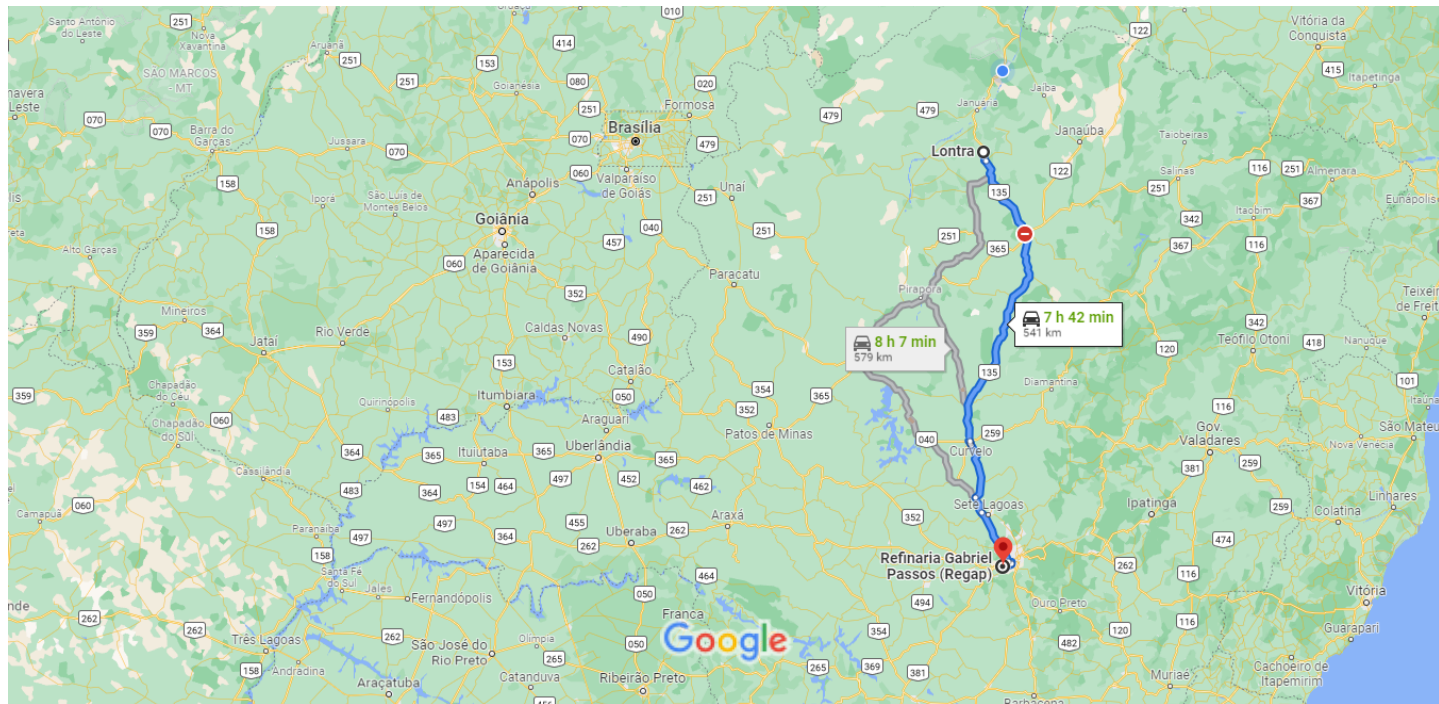 Santo Antônio
do Leste
251
Nova
Xavantina
Aruanã
251
251
414
153
010
122
Vitória da
Conquista
415
Itapetinga
SÃO MARCOS
- MT
Goianésia
080
020
Formosa
251
070
070
070
Barra do
Garças
Jussara
070
Brasília
479
479
479
Januária
Jaíba
Janaúba
Taiobeiras
Lontra
158
Iporá
São Luis de
Montes Belos
Anápolis
060
Valparaíso
de Goiás
Unaí
251
135
122
116
251
Salinas
Almenara
251
367
342
Itaobim
Eunápolis
Goiânia
Aparecida
de Goiânia
040
457
251
251
365
367
116
158
Alto Garças
060
Paracatu
Pirapora
352
Mineiros
359
364
Jataí
Rio Verde
Caldas Novas
490
7 h 42 min
541 km
8 h 7 min
579 km
342
Teófilo Otoni
418
Nanuque
120
153
Catalão
050
135
Diamantina
101
359
Chapadão
do Céu
060
Chapadão
do Sul
Quirinópolis
483
Itumbiara
Araguari
354
352
365
116
Patos de Minas
Uberlândia
040
259
Curvelo
Gov.
Valadares
Nova Venécia
São Mateu
364
365
Ituiutaba
365
365
Cassilândia
483
364
154
464
497
452
462
381
259
060
Camapuã
Paranaíba
497
364
455
262
Uberaba
262
Araxá
352
Sete Lagoas
Ipatinga
259
Linhares
Colatina
158
474
Santa Fé
do Sul
Jales
Fernandópolis
464
Refinaria Gabriel
Passos (Regap)
262
116
050
494
Ouro Preto
Vitória
262
262
262
Franca
Google
354
482
120
116
Guarapari
Três Lagoas
158
Andradina
São José do
Rio Preto
Olímpia
265
050
265
369
381
Cachoeiro de
Itapemirim
Araçatuba
Catanduva
Ribeirão Preto
Muriaé
Barbacena